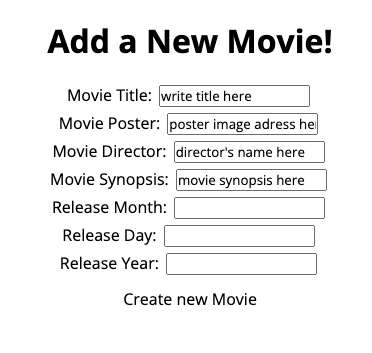 Add a New Movie!
Movie Title: write title here
Movie Poster: poster image adress her
Movie Director: director's name here
Movie Synopsis: movie synopsis here
Release Month:
Release Day:
Release Year:
Create new Movie